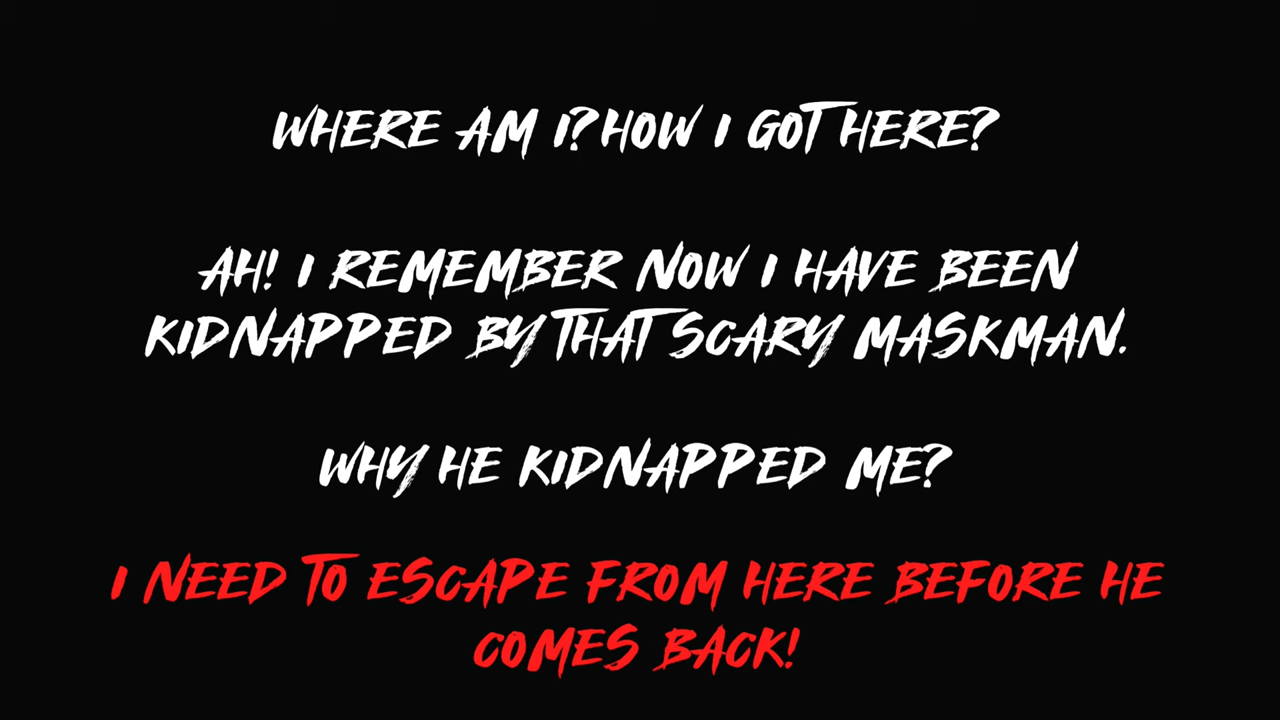 WHERE AM I? HOW I GOT HERE?
AH! I REMEMBER NOW I HAVE BEEN
KIDNAPPED BY THAT SCARY MASKMAN.
WHY HE KIDNAPPED ME?
I NEED TO ESCAPE FROM HERE BEFORE HE
COMES BACK!